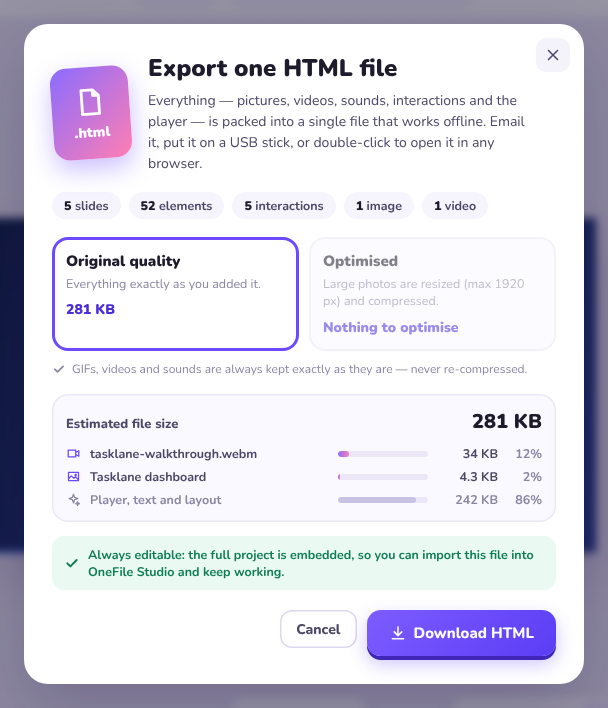 Export one HTML file
.html
Everything — pictures, videos, sounds, interactions and the
player — is packed into a single file that works offline. Email
it, put it on a USB stick, or double-click to open it in any
browser.
5 slides
52 elements
5 interactions
1 image
1 video
Original quality
Everything exactly as you added it.
281 KB
Optimised
Large photos are resized (max 1920
px) and compressed.
Nothing to optimise
GIFs, videos and sounds are always kept exactly as they are — never re-compressed.
Estimated file size 281 KB
tasklane-walkthrough.webm 34 KB 12%
Tasklane dashboard 4.3 KB 2%
Player, text and layout 242 KB 86%
Always editable: the full project is embedded, so you can import this file into
OneFile Studio and keep working.
Cancel
Download HTML